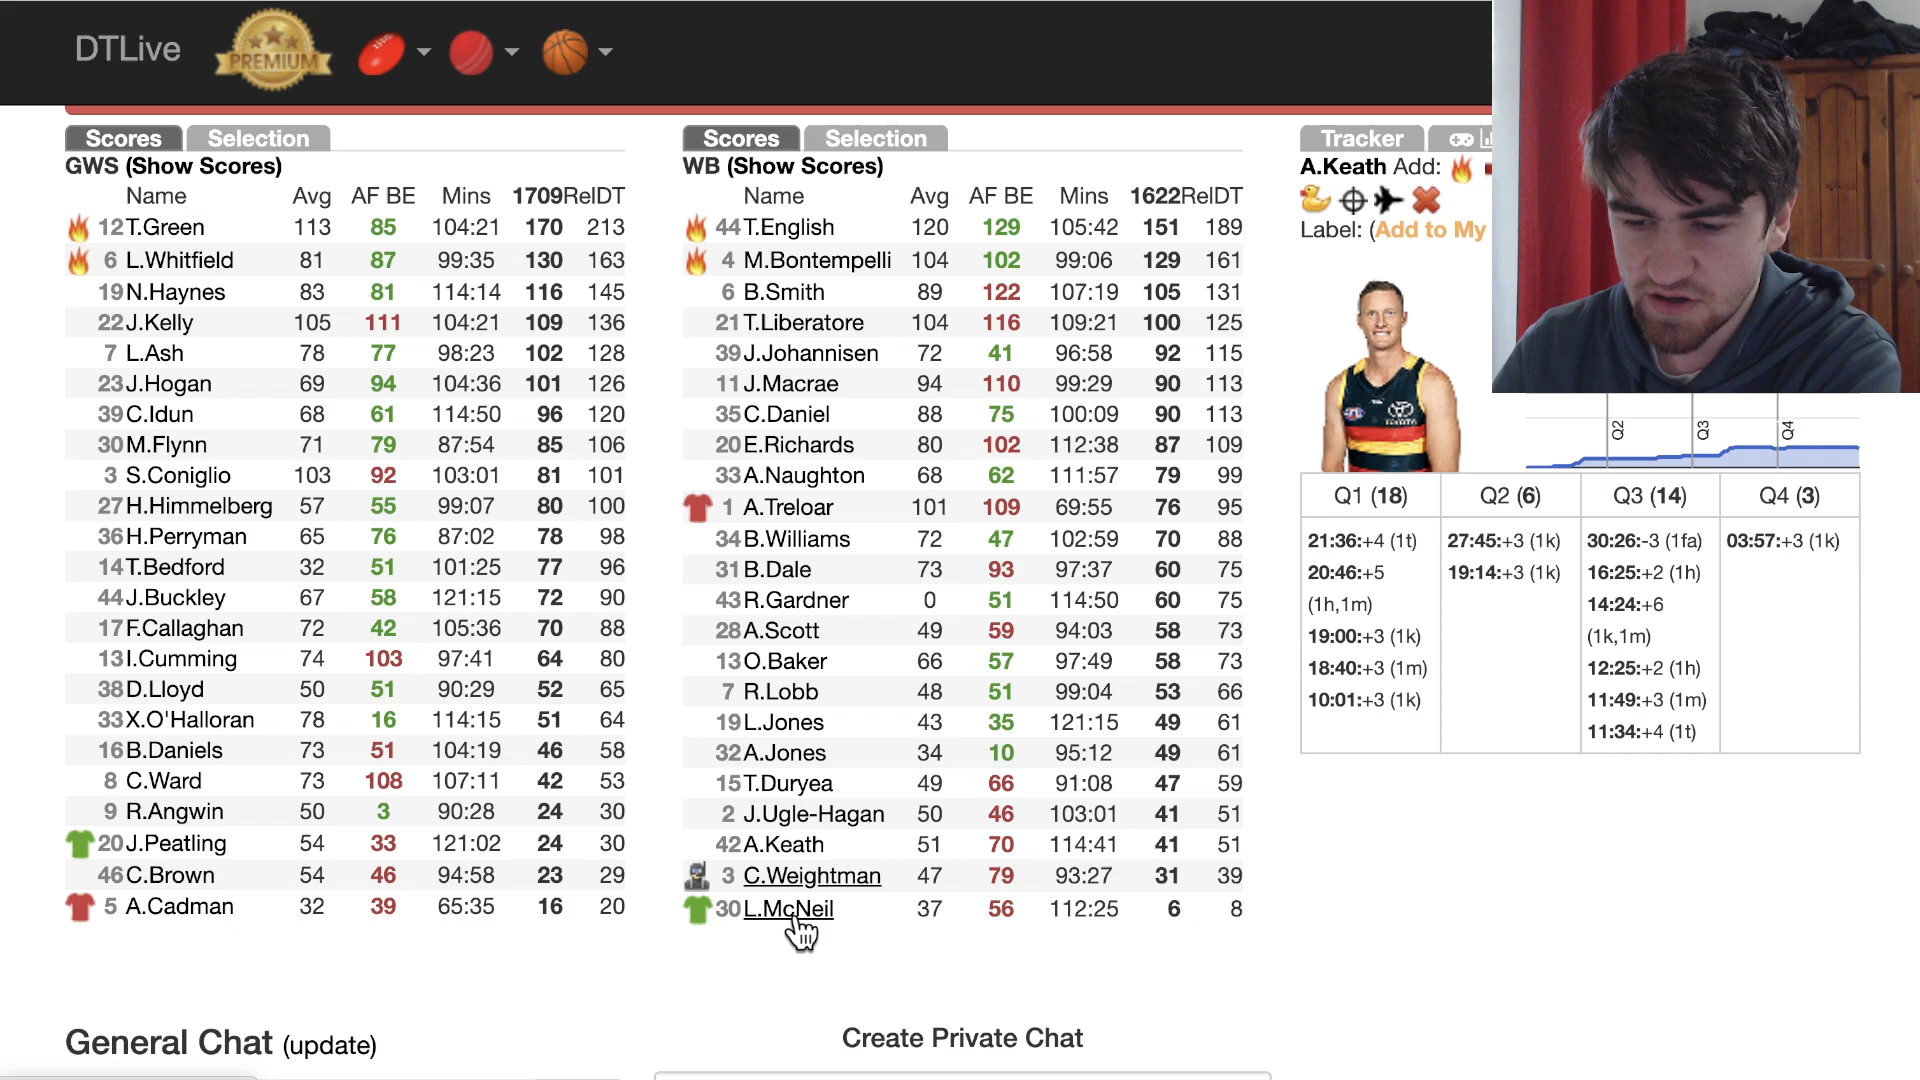 DTLive
PREMIUM
Scores Selection
GWS (Show Scores)
Name Avg AF BE Mins 1709 RelDT
12 T.Green 113 85 104:21 170 213
6 L.Whitfield 81 87 99:35 130 163
19 N.Haynes 83 81 114:14 116 145
22 J.Kelly 105 111 104:21 109 136
7 L.Ash 78 77 98:23 102 128
23 J.Hogan 69 94 104:36 101 126
39 C.Idun 68 61 114:50 96 120
30 M.Flynn 71 79 87:54 85 106
3 S.Coniglio 103 92 103:01 81 101
27 H.Himmelberg 57 55 99:07 80 100
36 H.Perryman 65 76 87:02 78 98
14 T.Bedford 32 51 101:25 77 96
44 J.Buckley 67 58 121:15 72 90
17 F.Callaghan 72 42 105:36 70 88
13 I.Cumming 74 103 97:41 64 80
38 D.Lloyd 50 51 90:29 52 65
33 X.O'Halloran 78 16 114:15 51 64
16 B.Daniels 73 51 104:19 46 58
8 C.Ward 73 108 107:11 42 53
9 R.Angwin 50 3 90:28 24 30
20 J.Peatling 54 33 121:02 24 30
46 C.Brown 54 46 94:58 23 29
5 A.Cadman 32 39 65:35 16 20
Scores Selection
WB (Show Scores)
Name Avg AF BE Mins 1622 RelDT
44 T.English 120 129 105:42 151 189
4 M.Bontempelli 104 102 99:06 129 161
6 B.Smith 89 122 107:19 105 131
21 T.Liberatore 104 116 109:21 100 125
39 J.Johannisen 72 41 96:58 92 115
11 J.Macrae 94 110 99:29 90 113
35 C.Daniel 88 75 100:09 90 113
20 E.Richards 80 102 112:38 87 109
33 A.Naughton 68 62 111:57 79 99
1 A.Treloar 101 109 69:55 76 95
34 B.Williams 72 47 102:59 70 88
31 B.Dale 73 93 97:37 60 75
43 R.Gardner 0 51 114:50 60 75
28 A.Scott 49 59 94:03 58 73
13 O.Baker 66 57 97:49 58 73
7 R.Lobb 48 51 99:04 53 66
19 L.Jones 43 35 121:15 49 61
32 A.Jones 34 10 95:12 49 61
15 T.Duryea 49 66 91:08 47 59
2 J.Ugle-Hagan 50 46 103:01 41 51
42 A.Keath 51 70 114:41 41 51
3 C.Weightman 47 79 93:27 31 39
30 L.McNeil 37 56 112:25 6 8
Tracker
A.Keath Add:
Label: (Add to My
Q2 Q3 Q4
Q1 (18) Q2 (6) Q3 (14) Q4 (3)
21:36:+4 (1t) 27:45:+3 (1k) 30:26:-3 (1fa) 03:57:+3 (1k)
20:46:+5 19:14:+3 (1k) 16:25:+2 (1h)
(1h,1m) 14:24:+6
19:00:+3 (1k) (1k,1m)
18:40:+3 (1m) 12:25:+2 (1h)
10:01:+3 (1k) 11:49:+3 (1m)
11:34:+4 (1t)
General Chat (update)
Create Private Chat